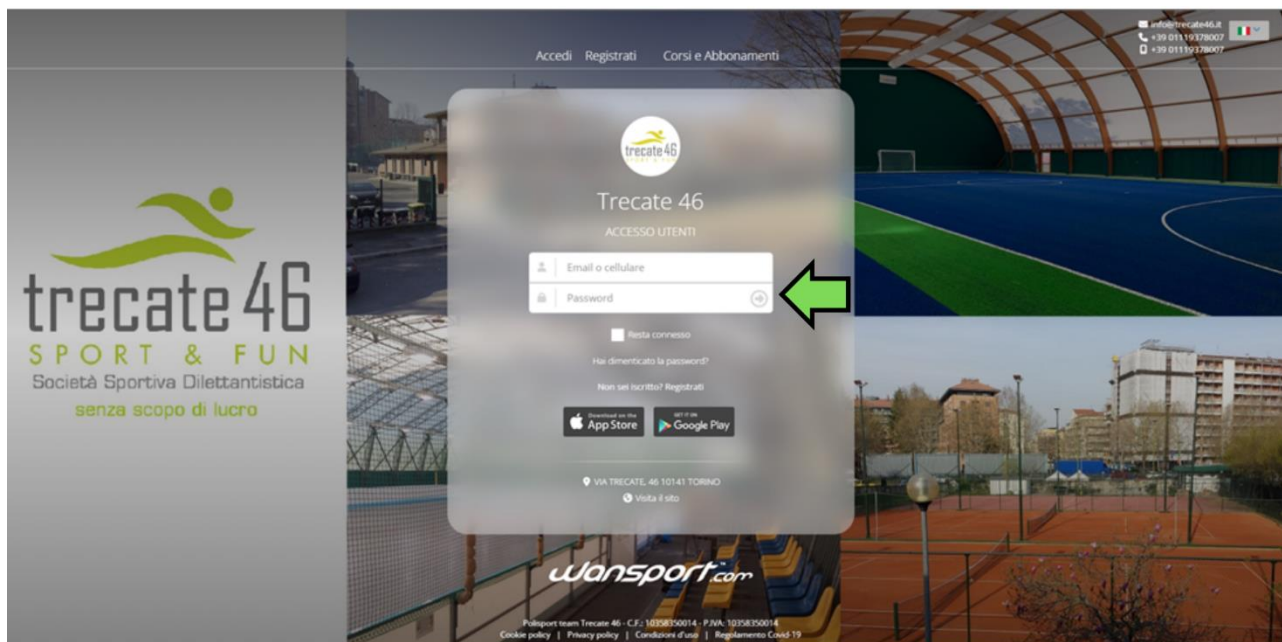 info@trecate46.it
+39 01119378007
+39 01119378007
Accedi Registrati Corsi e Abbonamenti
trecate 46
SPORT & FUN
Società Sportiva Dilettantistica
senza scopo di lucro
trecate 46
SPORT & FUN
Trecate 46
ACCESSO UTENTI
Email o cellulare
Password
Resta connesso
Hai dimenticato la password?
Non sei iscritto? Registrati
Download on the
App Store
GET IT ON
Google Play
VIA TRECATE, 46 10141 TORINO
Visita il sito
wansport.com
Polisport team Trecate 46 - C.F.: 10358350014 - P.IVA: 10358350014
Cookie policy | Privacy policy | Condizioni d'uso | Regolamento Covid-19